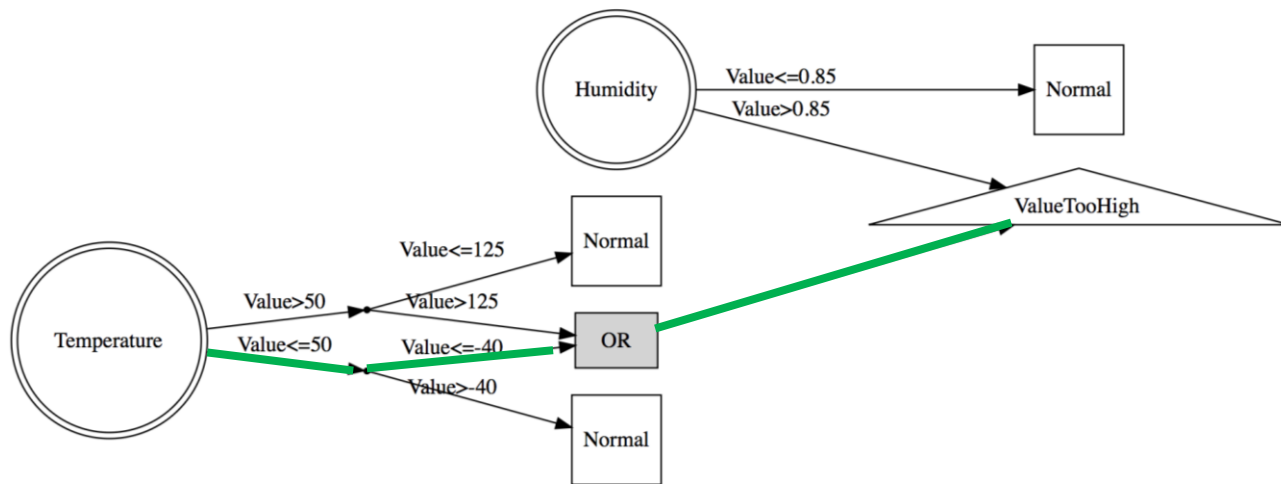 Humidity
Value<=0.85
Normal
Value>0.85
ValueTooHigh
Value<=125
Normal
Temperature
Value>50
Value>125
OR
Value<=50
Value<=-40
Value>-40
Normal